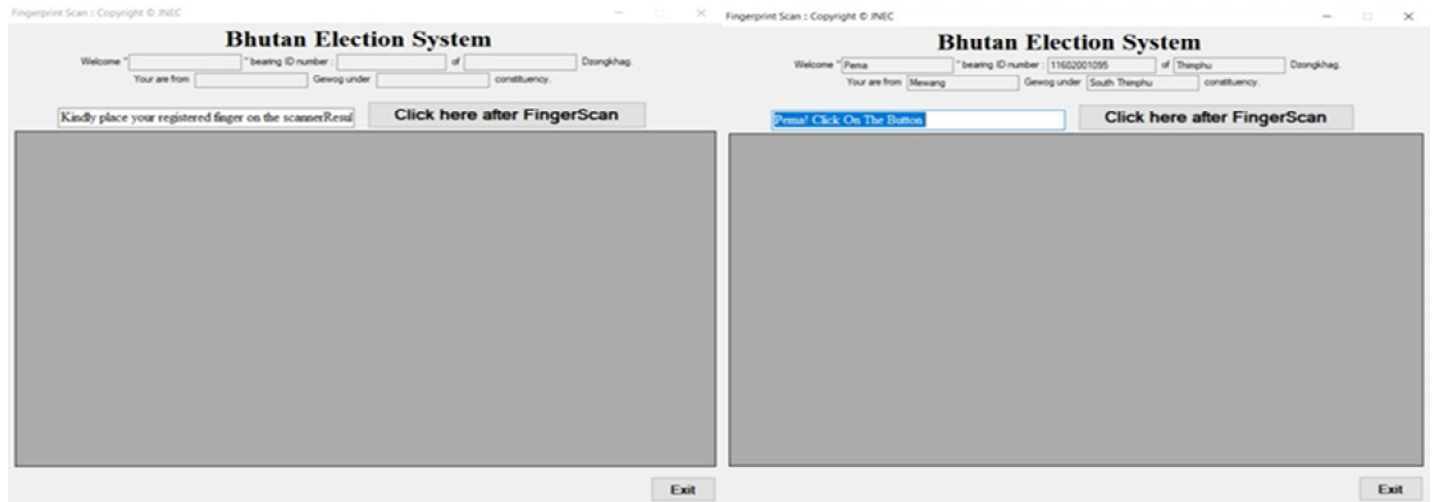 Fingerprint Scan :: Copyright © JNEC
Bhutan Election System
Welcome " " bearing ID number : of Dzongkhag.
Your are from Gewog under constituency.
Kindly place your registered finger on the scannerResul
Click here after FingerScan
Exit
Fingerprint Scan :: Copyright © JNEC
Bhutan Election System
Welcome " Pema " bearing ID number : 11602001095 of Thimphu Dzongkhag.
Your are from Mewang Gewog under South Thimphu constituency.
Pema! Click On The Button
Click here after FingerScan
Exit